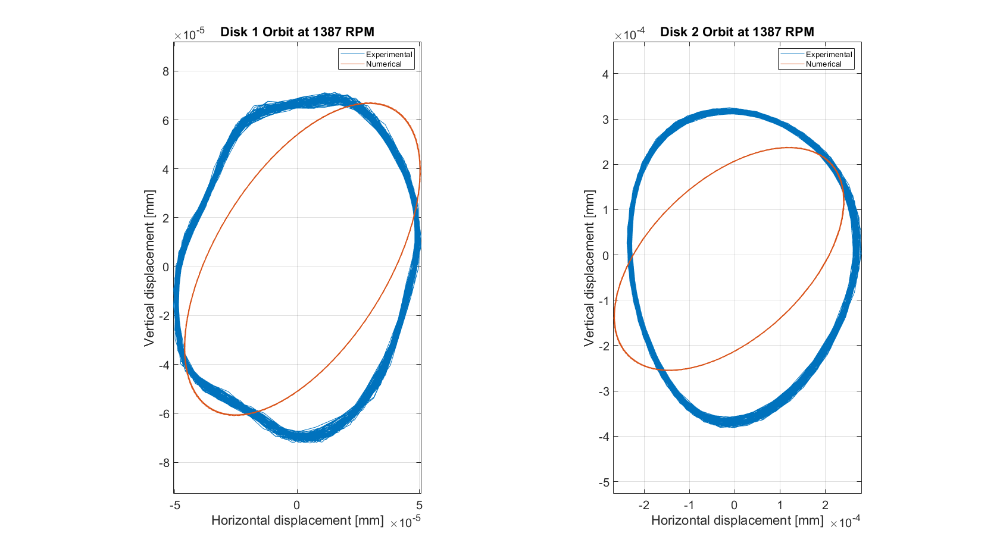 Disk 1 Orbit at 1387 RPM
×10-5
Experimental
Numerical
8
6
4
2
0
-2
-4
-6
-8
Vertical displacement [mm]
-5 0 5
Horizontal displacement [mm] ×10-5
Disk 2 Orbit at 1387 RPM
×10-4
Experimental
Numerical
4
3
2
1
0
-1
-2
-3
-4
-5
Vertical displacement [mm]
-2 -1 0 1 2
Horizontal displacement [mm] ×10-4